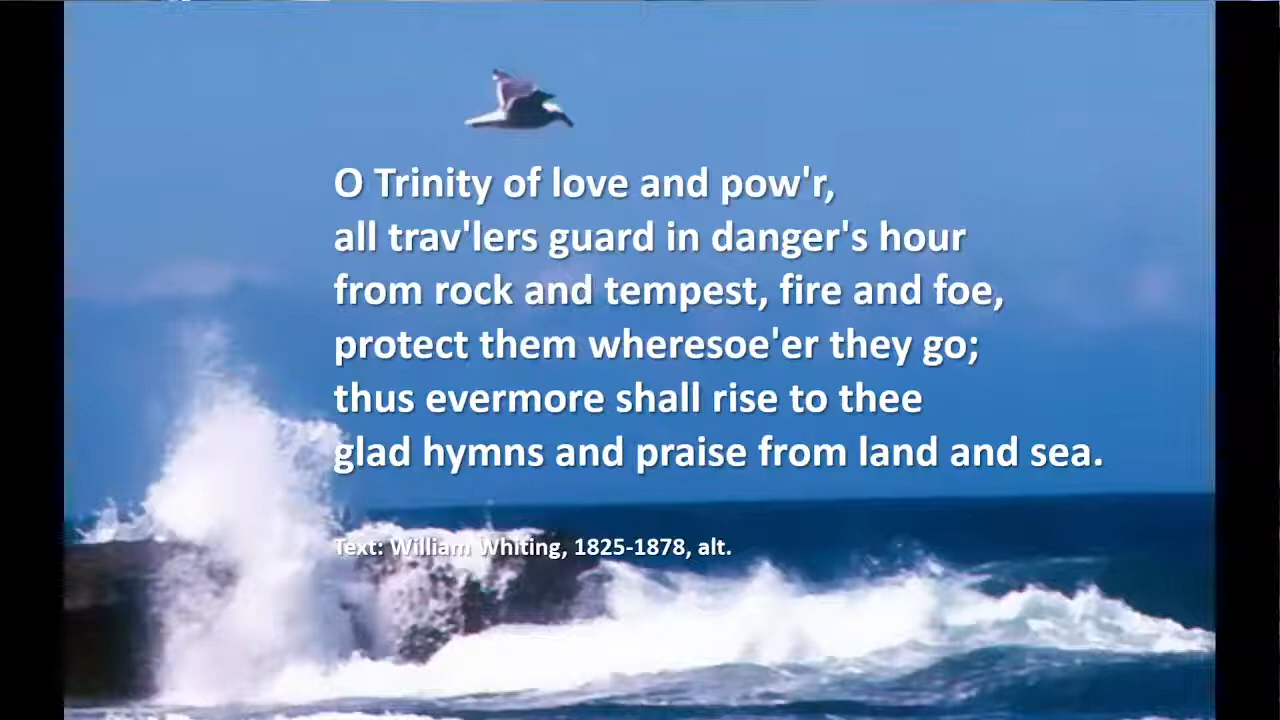 O Trinity of love and pow'r,
all trav'lers guard in danger's hour
from rock and tempest, fire and foe,
protect them wheresoe'er they go;
thus evermore shall rise to thee
glad hymns and praise from land and sea.
Text: William Whiting, 1825-1878, alt.